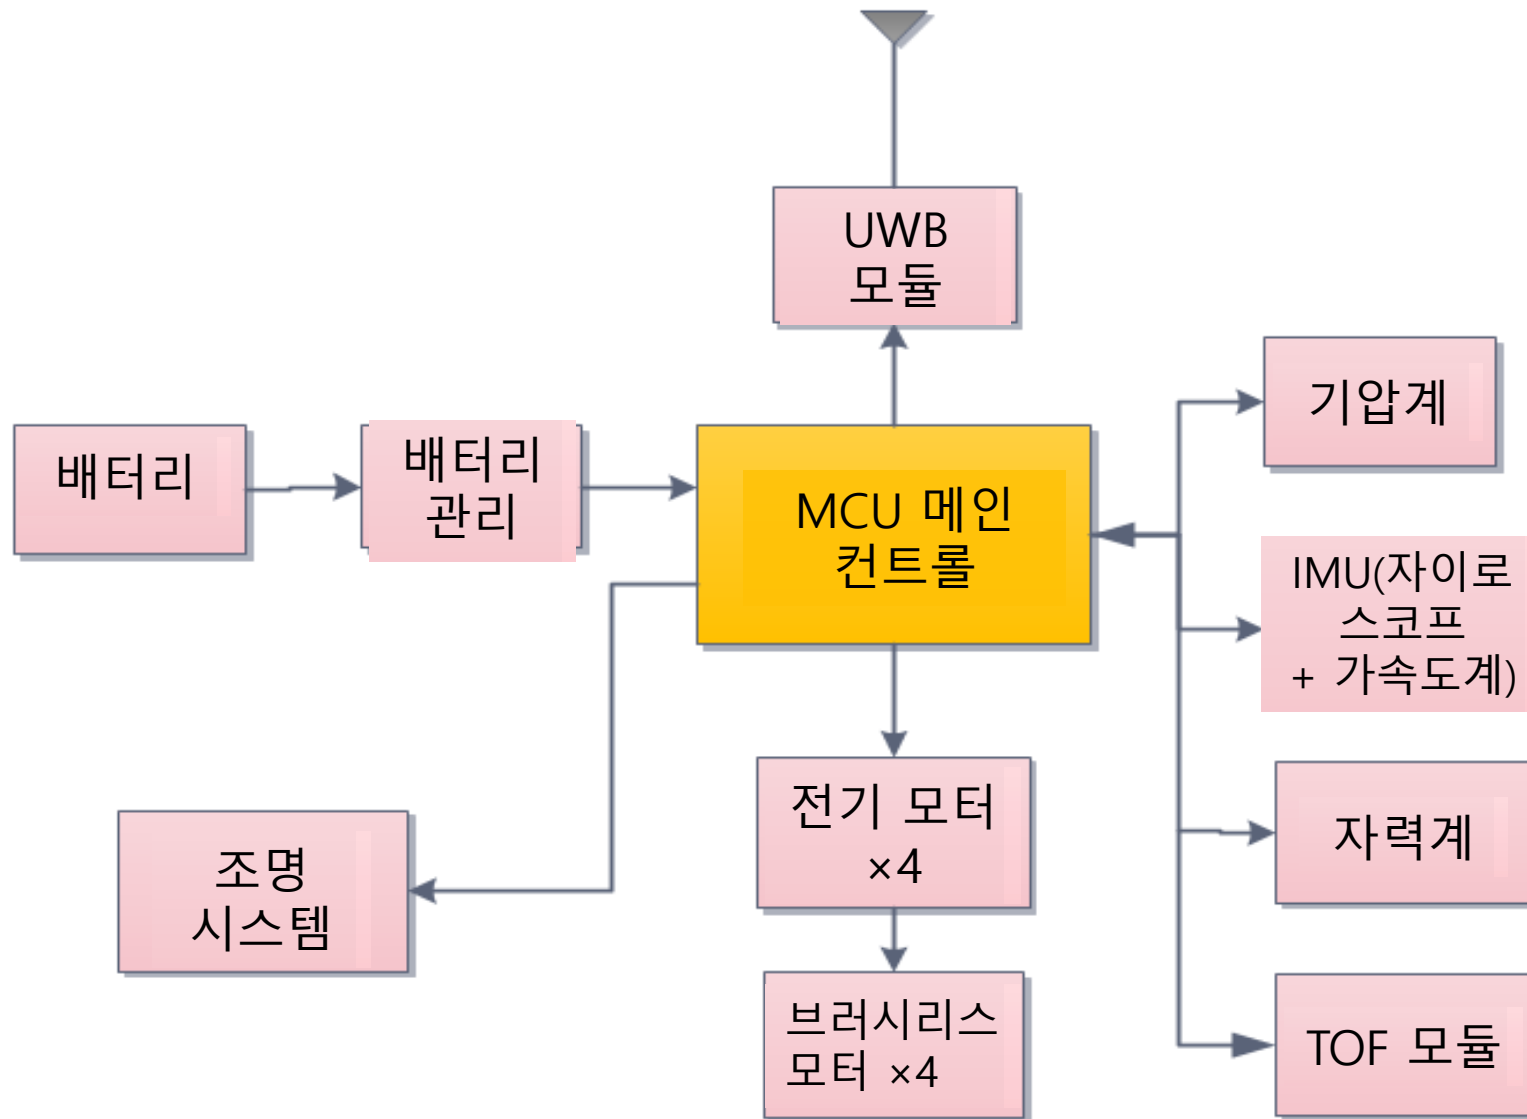 UWB
모듈
기압계
배터리
배터리
관리
MCU 메인
컨트롤
IMU(자이로
스코프
+ 가속도계)
전기 모터
×4
자력계
조명
시스템
브러시리스
모터 ×4
TOF 모듈